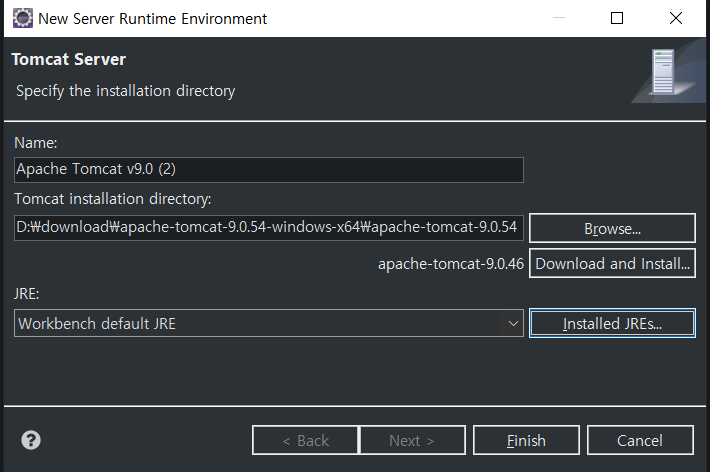 New Server Runtime Environment
Tomcat Server
Specify the installation directory
Name:
Apache Tomcat v9.0 (2)
Tomcat installation directory:
D:₩download₩apache-tomcat-9.0.54-windows-x64₩apache-tomcat-9.0.54
Browse...
apache-tomcat-9.0.46
Download and Install...
JRE:
Workbench default JRE
Installed JREs...
?
< Back
Next >
Finish
Cancel